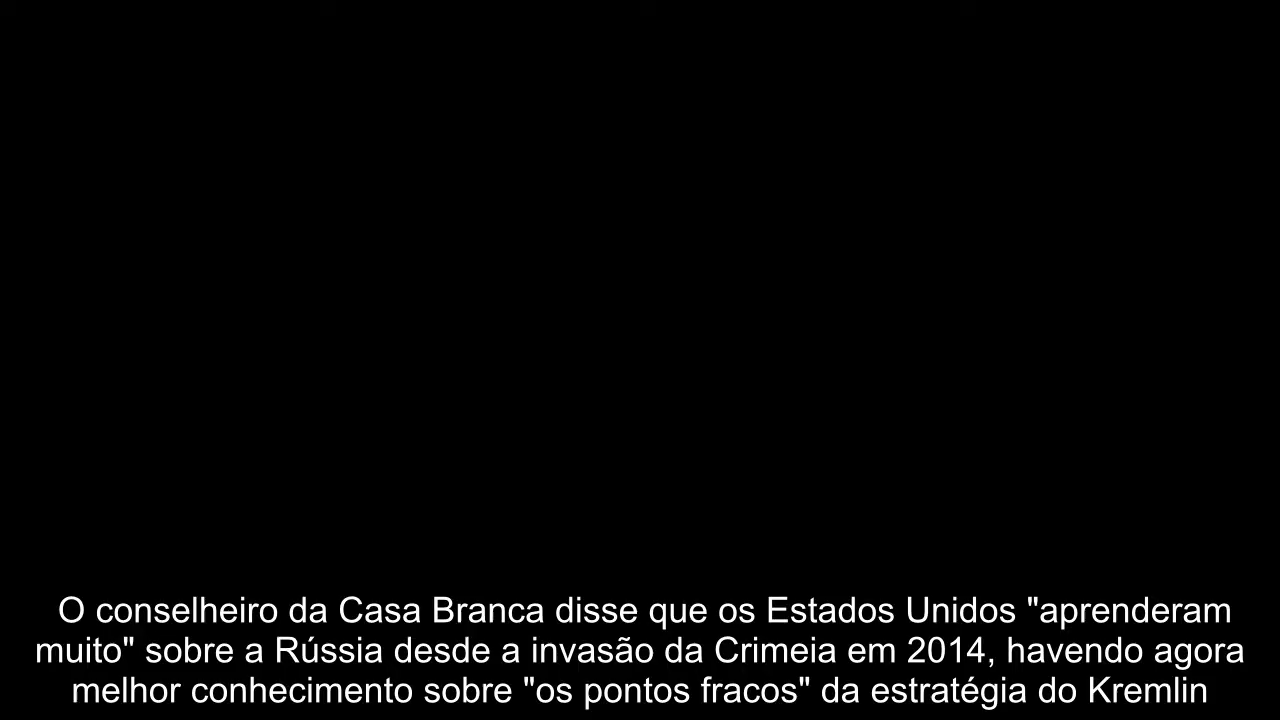 O conselheiro da Casa Branca disse que os Estados Unidos "aprenderam
muito" sobre a Rússia desde a invasão da Crimeia em 2014, havendo agora
melhor conhecimento sobre "os pontos fracos" da estratégia do Kremlin